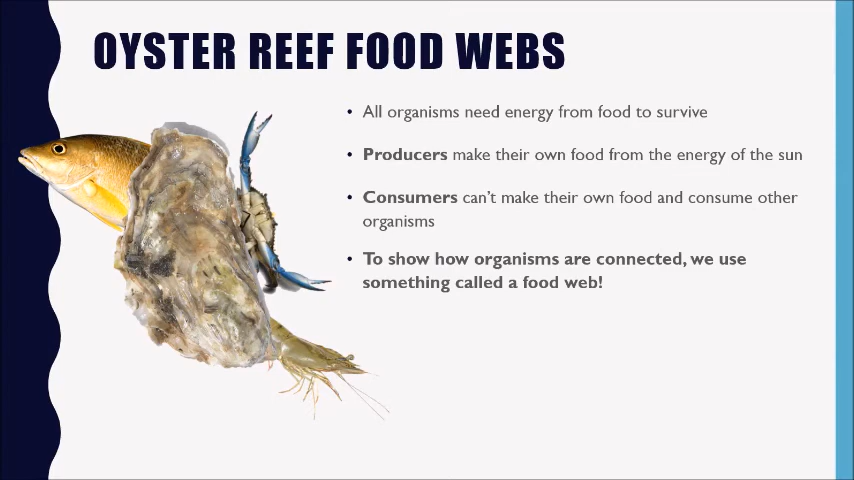 OYSTER REEF FOOD WEBS
• All organisms need energy from food to survive
• Producers make their own food from the energy of the sun
• Consumers can’t make their own food and consume other
organisms
• To show how organisms are connected, we use
something called a food web!